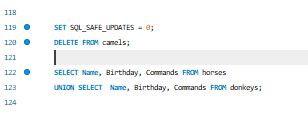 118
119 SET SQL_SAFE_UPDATES = 0;
120 DELETE FROM camels;
121
122 SELECT Name, Birthday, Commands FROM horses
123 UNION SELECT  Name, Birthday, Commands FROM donkeys;
124